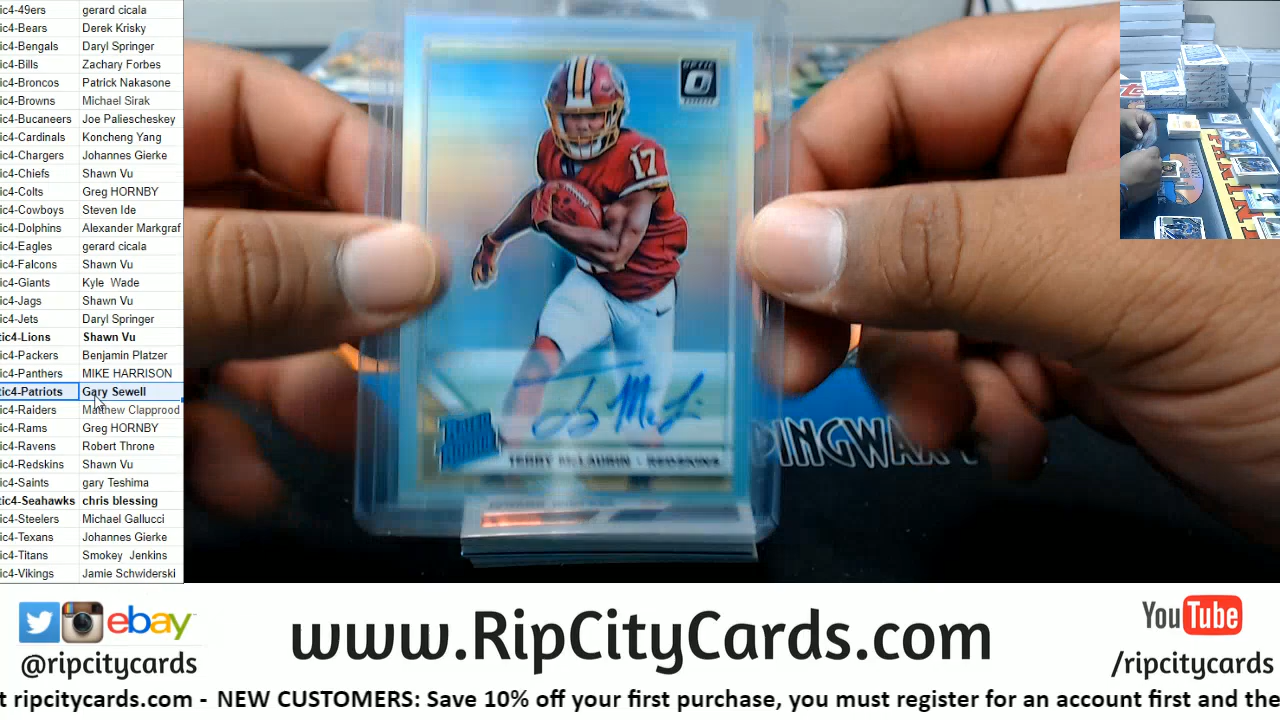 ic4-49ers gerard cicala
ic4-Bears Derek Krisky
ic4-Bengals Daryl Springer
ic4-Bills Zachary Forbes
ic4-Broncos Patrick Nakasone
ic4-Browns Michael Sirak
ic4-Bucaneers Joe Paliescheskey
ic4-Cardinals Koncheng Yang
ic4-Chargers Johannes Gierke
ic4-Chiefs Shawn Vu
ic4-Colts Greg HORNBY
ic4-Cowboys Steven Ide
ic4-Dolphins Alexander Markgraf
ic4-Eagles gerard cicala
ic4-Falcons Shawn Vu
ic4-Giants Kyle Wade
ic4-Jags Shawn Vu
ic4-Jets Daryl Springer
tic4-Lions Shawn Vu
ic4-Packers Benjamin Platzer
ic4-Panthers MIKE HARRISON
tic4-Patriots Gary Sewell
ic4-Raiders Matthew Clapprood
ic4-Rams Greg HORNBY
ic4-Ravens Robert Throne
ic4-Redskins Shawn Vu
ic4-Saints gary Teshima
tic4-Seahawks chris blessing
ic4-Steelers Michael Gallucci
ic4-Texans Johannes Gierke
ic4-Titans Smokey Jenkins
ic4-Vikings Jamie Schwiderski
OPTIC
17
RATED ROOKIE
TERRY McLAURIN - REDSKINS
PINGWAX
ebay
@ripcitycards
www.RipCityCards.com
YouTube
/ripcitycards
t ripcitycards.com - NEW CUSTOMERS: Save 10% off your first purchase, you must register for an account first and the